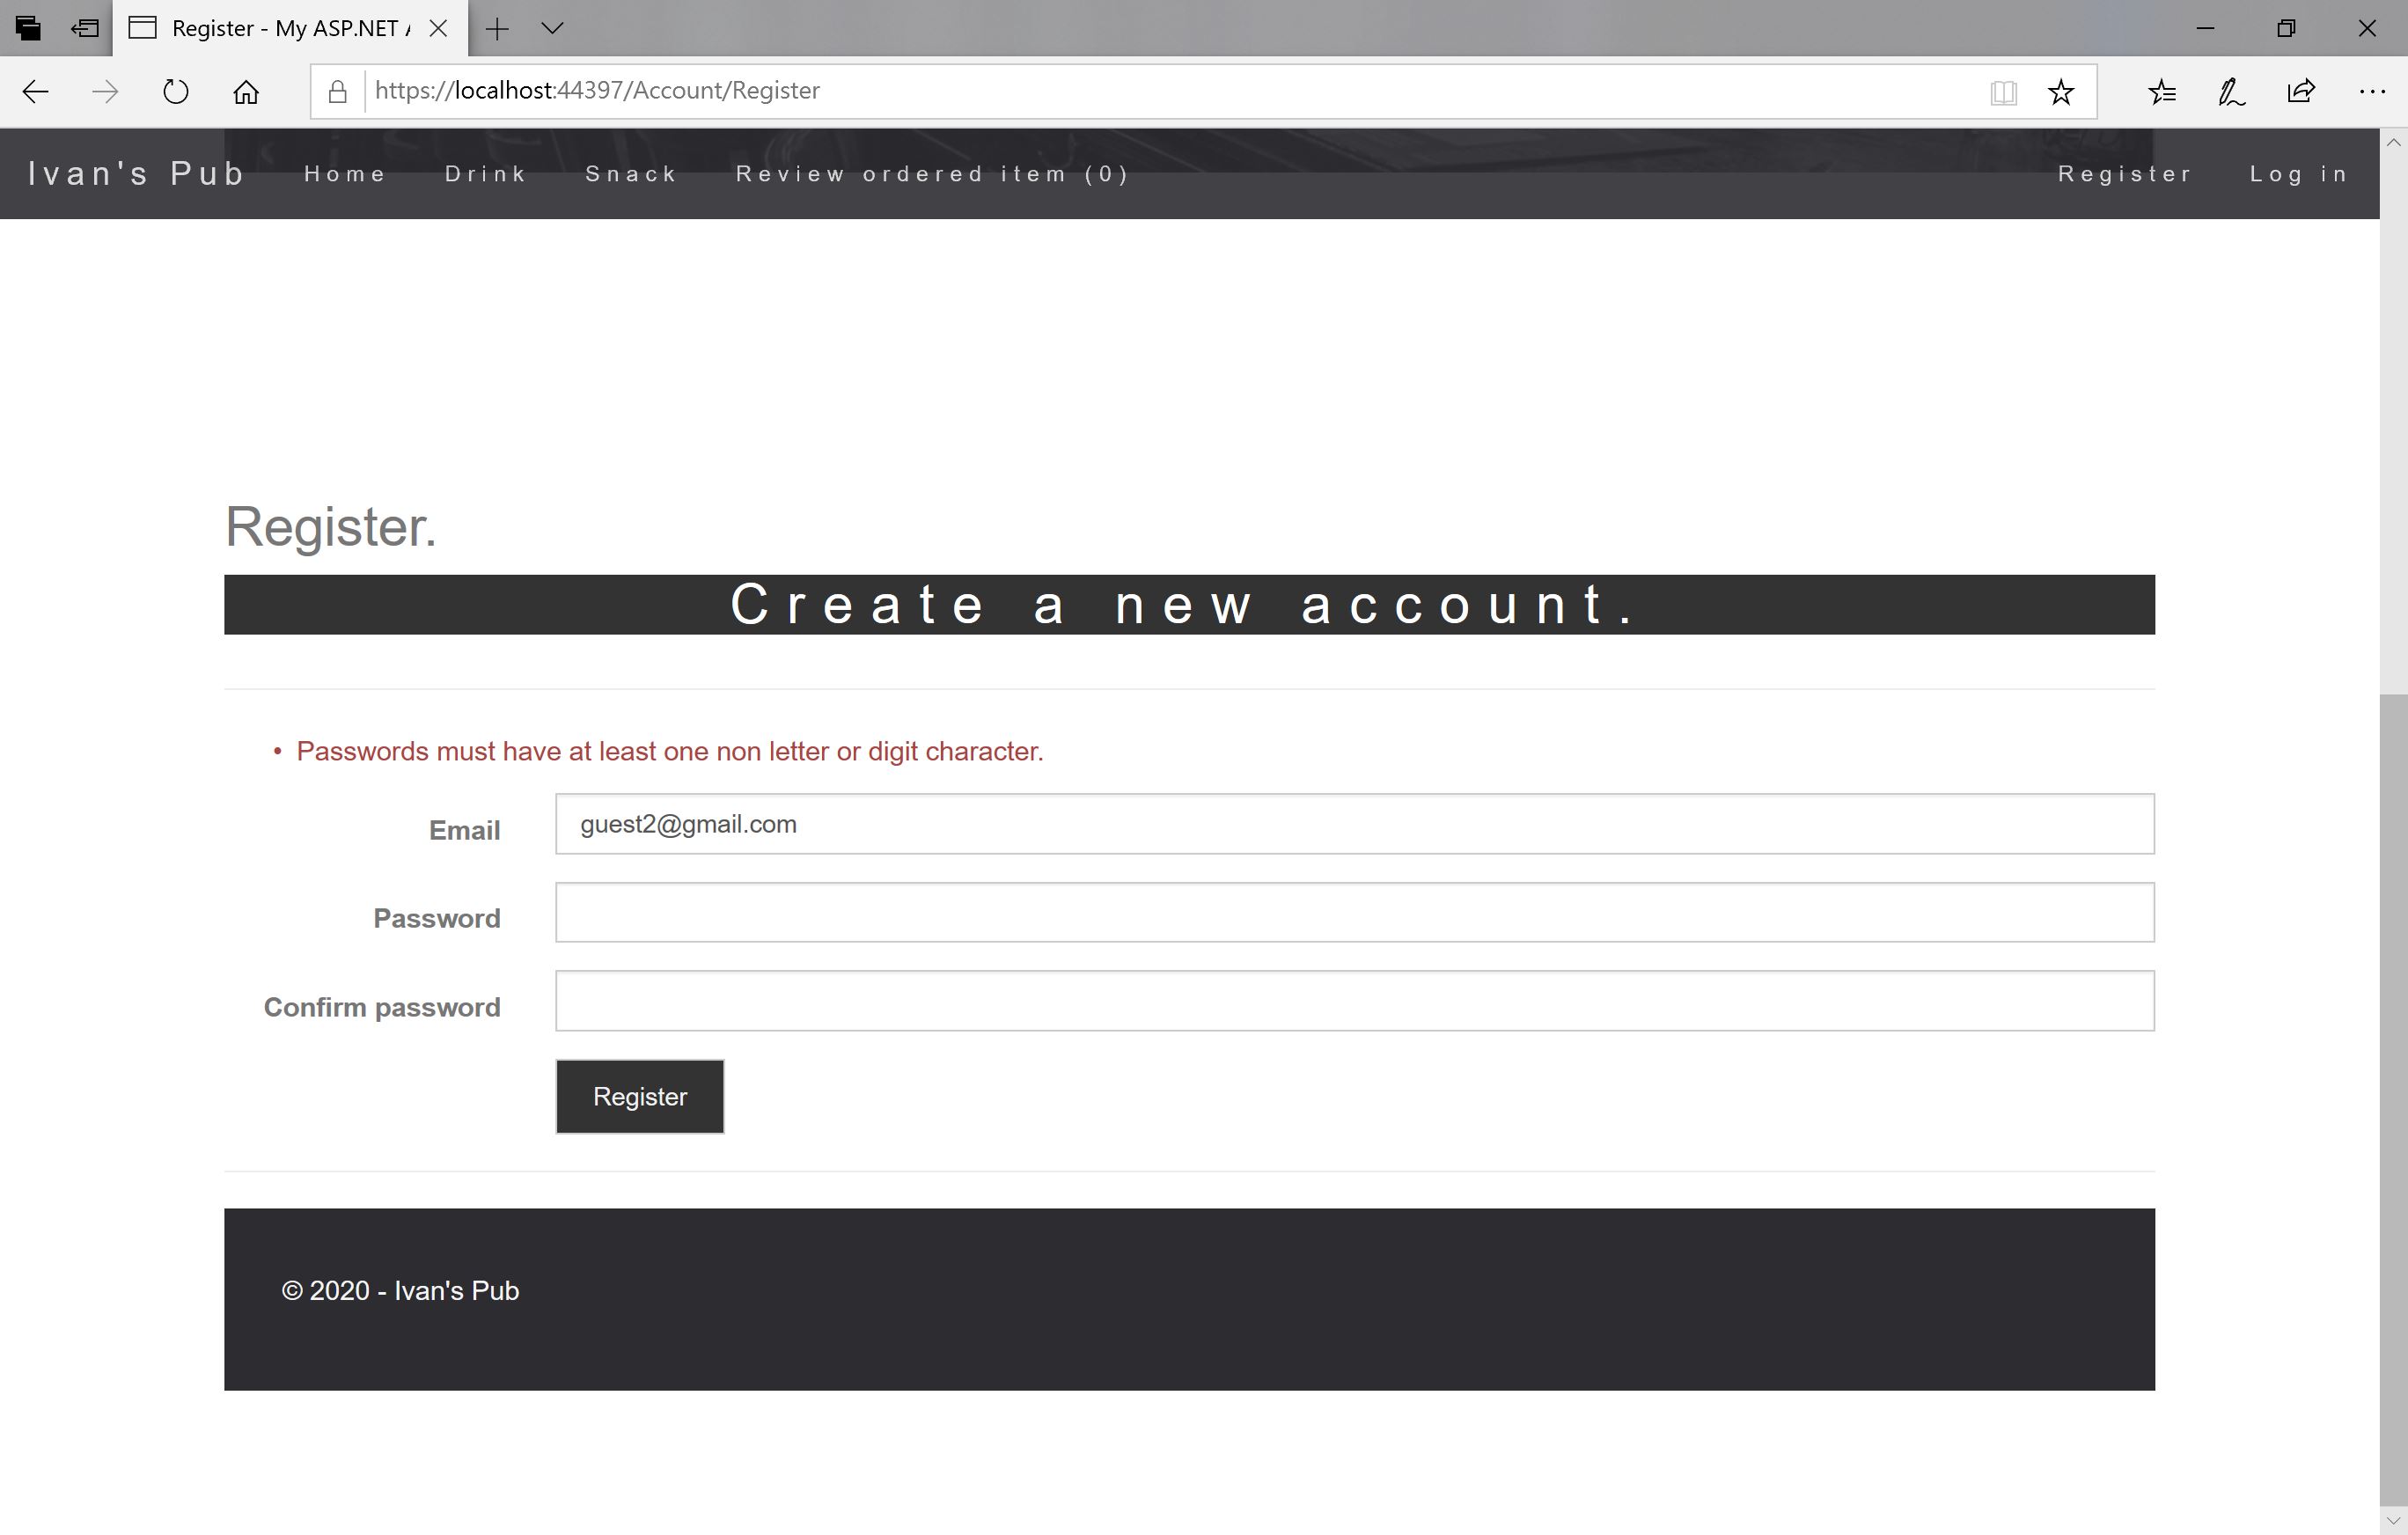 Register - My ASP.NET
https://localhost:44397/Account/Register
Ivan's Pub Home Drink Snack Review ordered item (0) Register Log in
Register.
Create a new account.
• Passwords must have at least one non letter or digit character.
Email guest2@gmail.com
Password
Confirm password
Register
© 2020 - Ivan's Pub